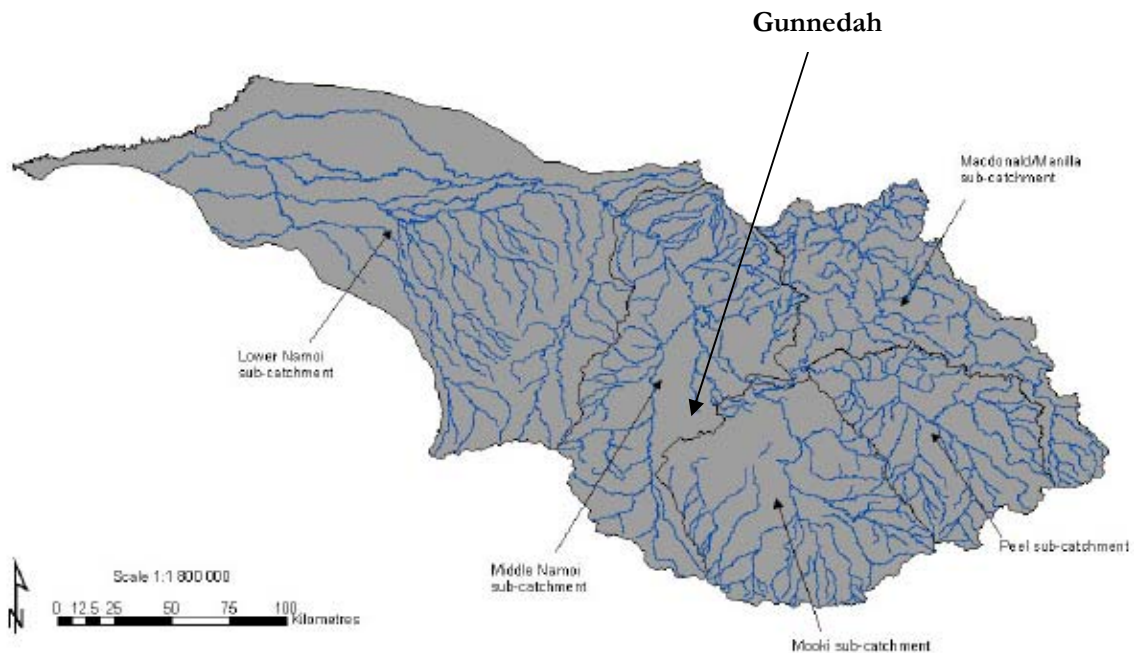 Gunnedah
Macdonald/Manilla
sub-catchment
Lower Namoi
sub-catchment
Middle Namoi
sub-catchment
Peel sub-catchment
Mooki sub-catchment
Scale 1:1 800 000
0 12.5 25 50 75 100
Kilometres
N